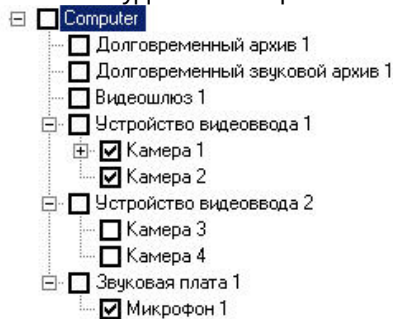 Computer
Долговременный архив 1
Долговременный звуковой архив 1
Видеошлюз 1
Устройство видеоввода 1
Камера 1
Камера 2
Устройство видеоввода 2
Камера 3
Камера 4
Звуковая плата 1
Микрофон 1